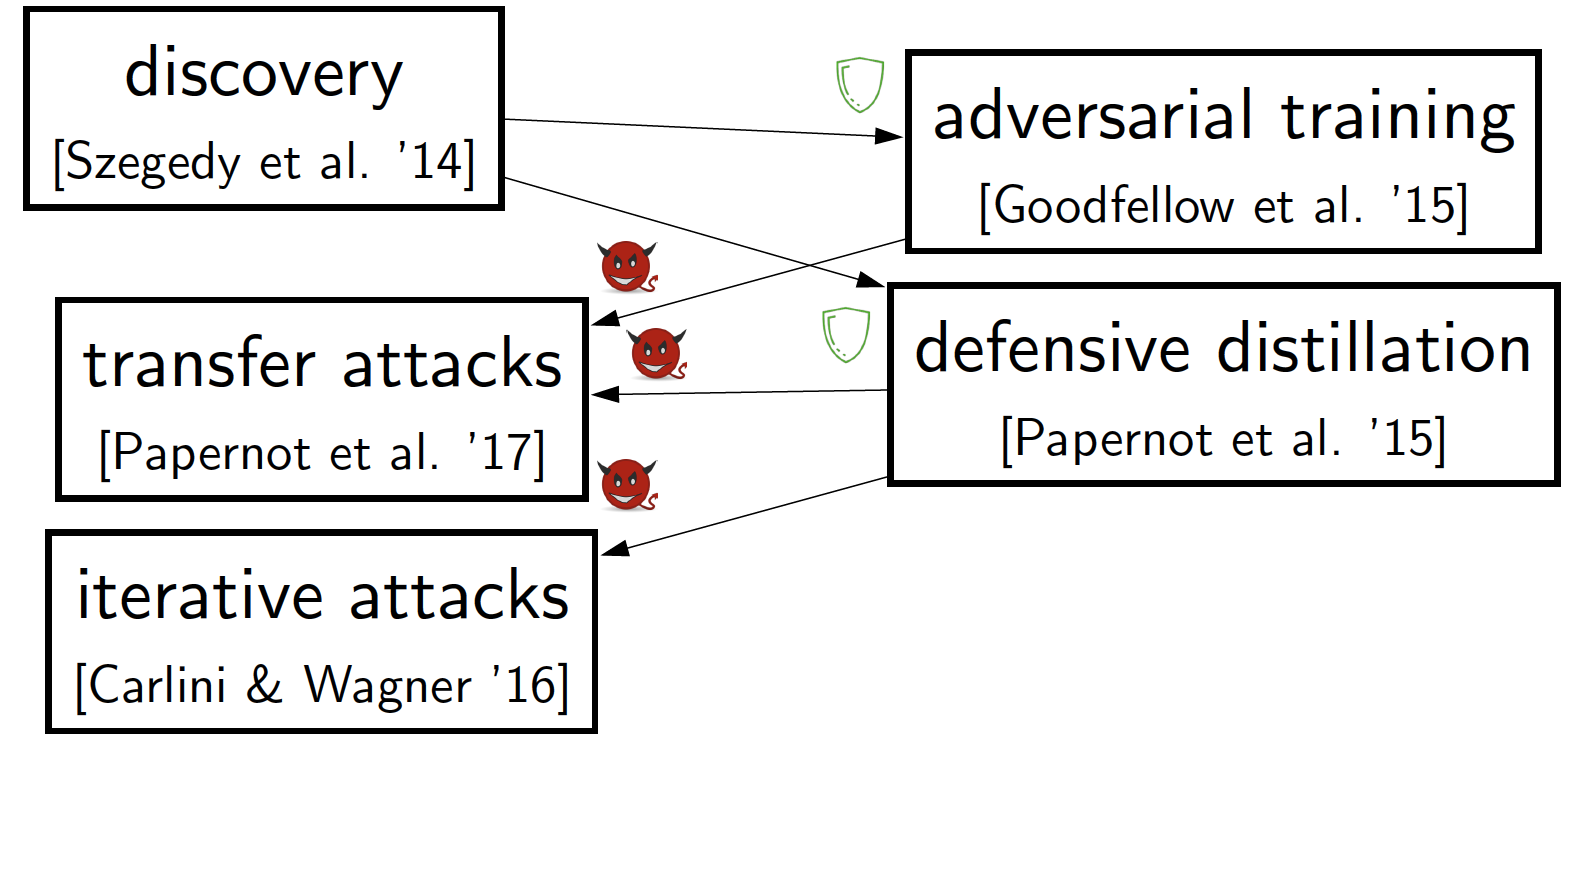 discovery
[Szegedy et al. ’14]
adversarial training
[Goodfellow et al. ’15]
transfer attacks
[Papernot et al. ’17]
defensive distillation
[Papernot et al. ’15]
iterative attacks
[Carlini & Wagner ’16]